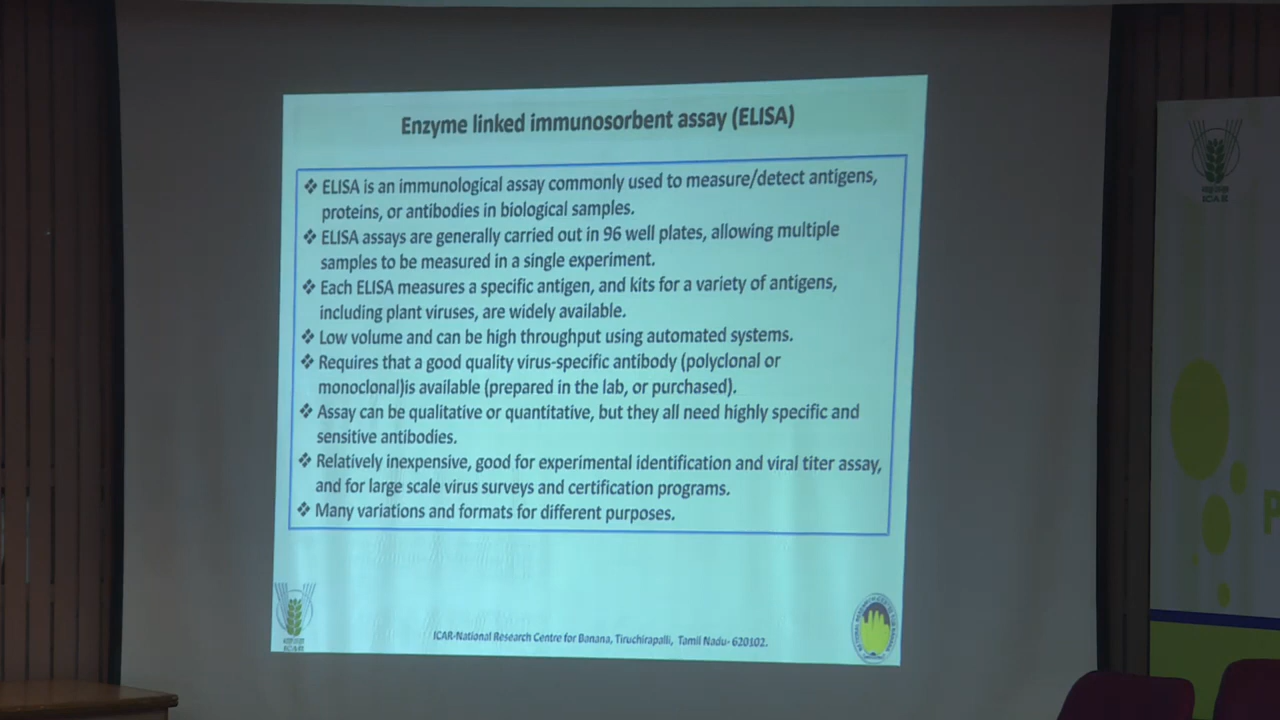 Enzyme linked immunosorbent assay (ELISA)
❖ ELISA is an immunological assay commonly used to measure/detect antigens,
proteins, or antibodies in biological samples.
❖ ELISA assays are generally carried out in 96 well plates, allowing multiple
samples to be measured in a single experiment.
❖ Each ELISA measures a specific antigen, and kits for a variety of antigens,
including plant viruses, are widely available.
❖ Low volume and can be high throughput using automated systems.
❖ Requires that a good quality virus-specific antibody (polyclonal or
monoclonal)is available (prepared in the lab, or purchased).
❖ Assay can be qualitative or quantitative, but they all need highly specific and
sensitive antibodies.
❖ Relatively inexpensive, good for experimental identification and viral titer assay,
and for large scale virus surveys and certification programs.
❖ Many variations and formats for different purposes.
ICAR-National Research Centre for Banana, Tiruchirapalli, Tamil Nadu- 620102.
ICAR
ICAR